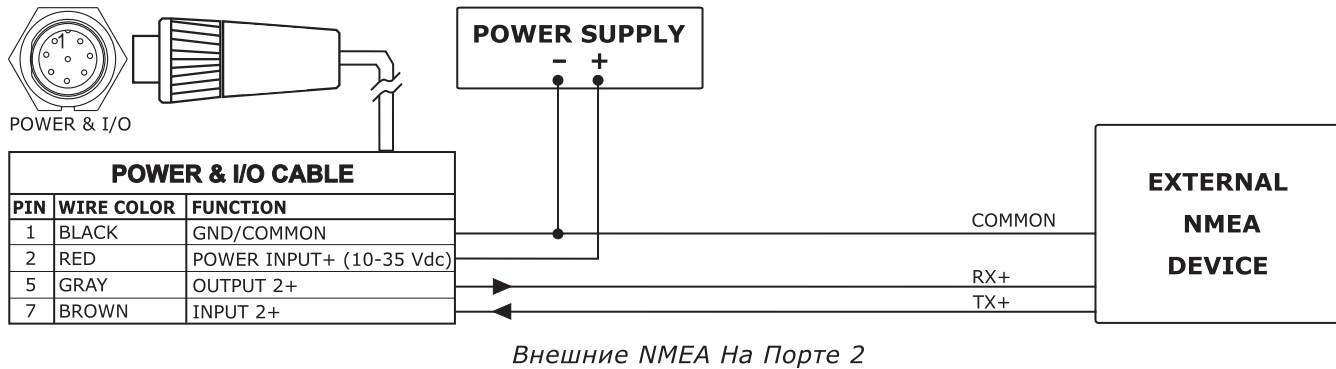 1
POWER & I/O
POWER SUPPLY
- +
POWER & I/O CABLE
PIN WIRE COLOR FUNCTION
1 BLACK GND/COMMON
2 RED POWER INPUT+ (10-35 Vdc)
5 GRAY OUTPUT 2+
7 BROWN INPUT 2+
COMMON
RX+
TX+
EXTERNAL
NMEA
DEVICE
Внешние NMEA На Порте 2